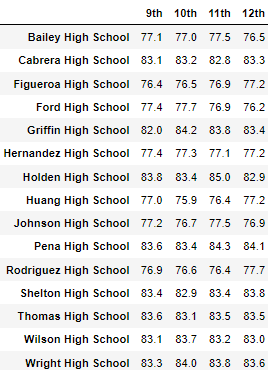 9th 10th 11th 12th
Bailey High School 77.1 77.0 77.5 76.5
Cabrera High School 83.1 83.2 82.8 83.3
Figueroa High School 76.4 76.5 76.9 77.2
Ford High School 77.4 77.7 76.9 76.2
Griffin High School 82.0 84.2 83.8 83.4
Hernandez High School 77.4 77.3 77.1 77.2
Holden High School 83.8 83.4 85.0 82.9
Huang High School 77.0 75.9 76.4 77.2
Johnson High School 77.2 76.7 77.5 76.9
Pena High School 83.6 83.4 84.3 84.1
Rodriguez High School 76.9 76.6 76.4 77.7
Shelton High School 83.4 82.9 83.4 83.8
Thomas High School 83.6 83.1 83.5 83.5
Wilson High School 83.1 83.7 83.2 83.0
Wright High School 83.3 84.0 83.8 83.6